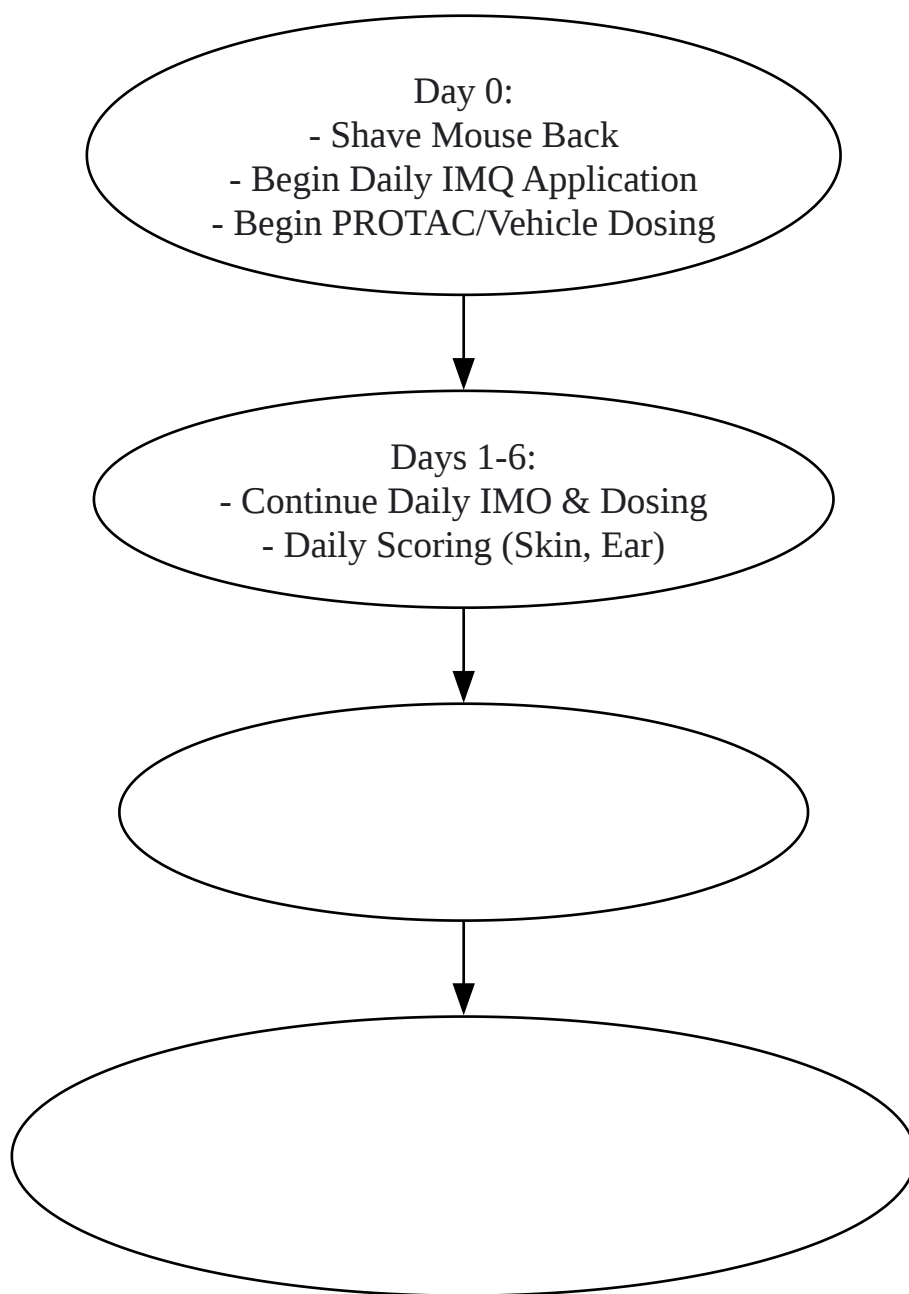 Day 0:
- Shave Mouse Back
- Begin Daily IMQ Application
- Begin PROTAC/Vehicle Dosing
Days 1-6:
- Continue Daily IMO & Dosing
- Daily Scoring (Skin, Ear)